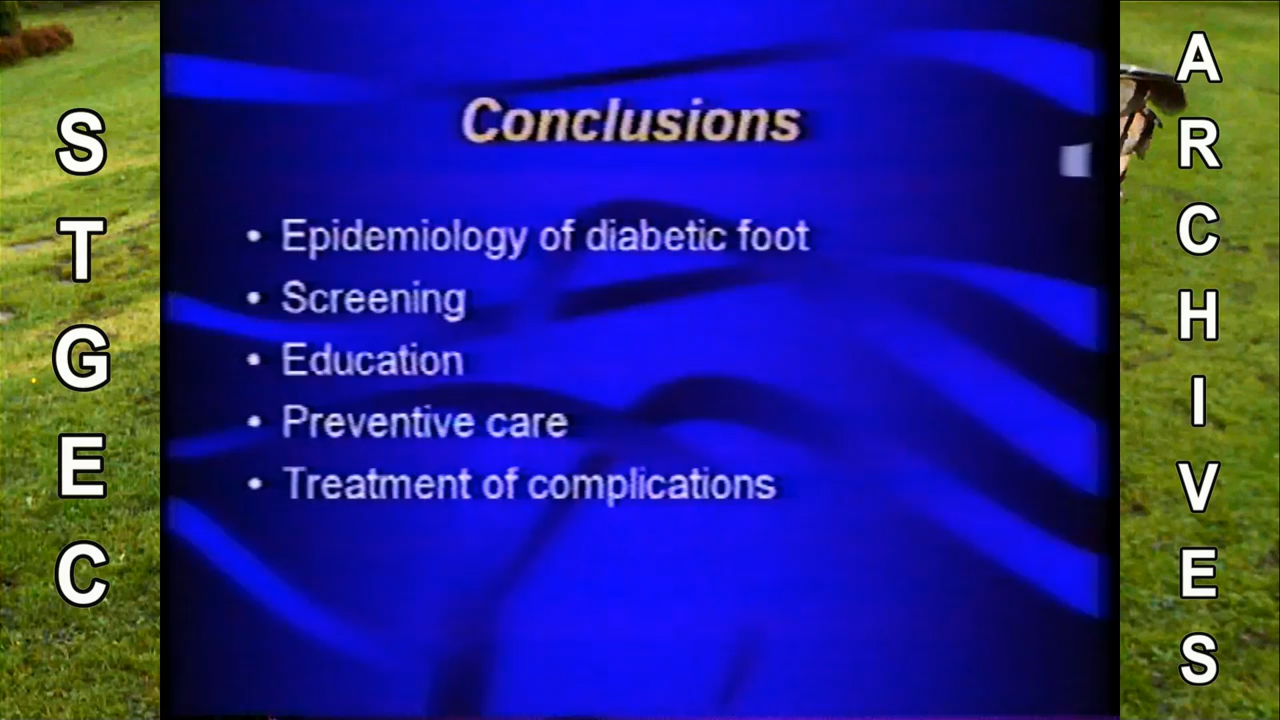 STGEC
Conclusions
• Epidemiology of diabetic foot
• Screening
• Education
• Preventive care
• Treatment of complications
ARCHIVES